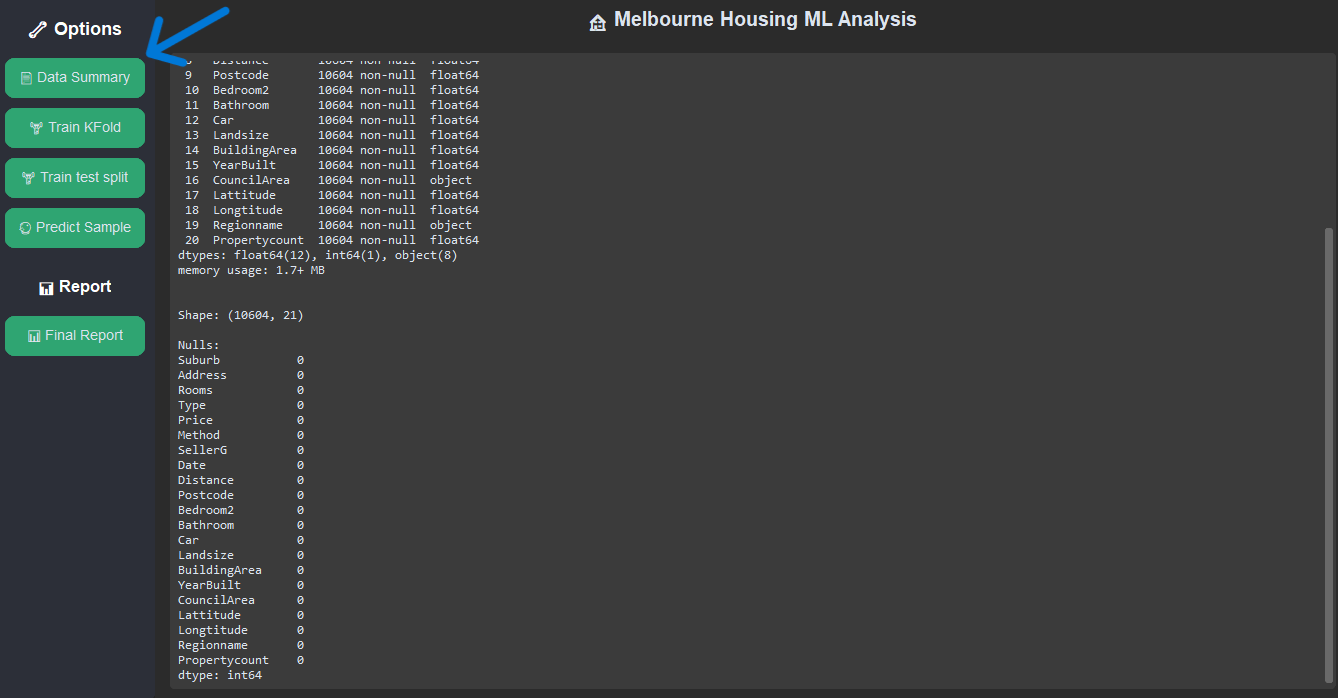 Options
Data Summary
Train KFold
Train test split
Predict Sample
Report
Final Report
Melbourne Housing ML Analysis
8 Distance 10604 non-null float64
9 Postcode 10604 non-null float64
10 Bedroom2 10604 non-null float64
11 Bathroom 10604 non-null float64
12 Car 10604 non-null float64
13 Landsize 10604 non-null float64
14 BuildingArea 10604 non-null float64
15 YearBuilt 10604 non-null float64
16 CouncilArea 10604 non-null object
17 Lattitude 10604 non-null float64
18 Longtitude 10604 non-null float64
19 Regionname 10604 non-null object
20 Propertycount 10604 non-null float64
dtypes: float64(12), int64(1), object(8)
memory usage: 1.7+ MB
Shape: (10604, 21)
Nulls:
Suburb 0
Address 0
Rooms 0
Type 0
Price 0
Method 0
SellerG 0
Date 0
Distance 0
Postcode 0
Bedroom2 0
Bathroom 0
Car 0
Landsize 0
BuildingArea 0
YearBuilt 0
CouncilArea 0
Lattitude 0
Longtitude 0
Regionname 0
Propertycount 0
dtype: int64